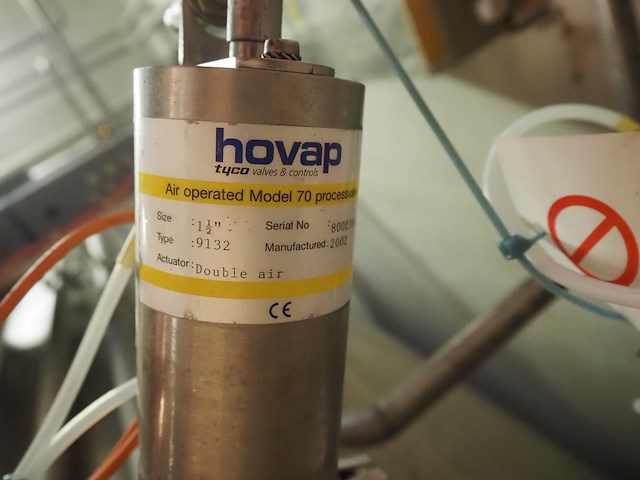 hovap
tyco valves & controls
Air operated Model 70
Size : 1½"
Serial No :
Type : 9132
Manufactured : 2002
Actuator : Double air
CE